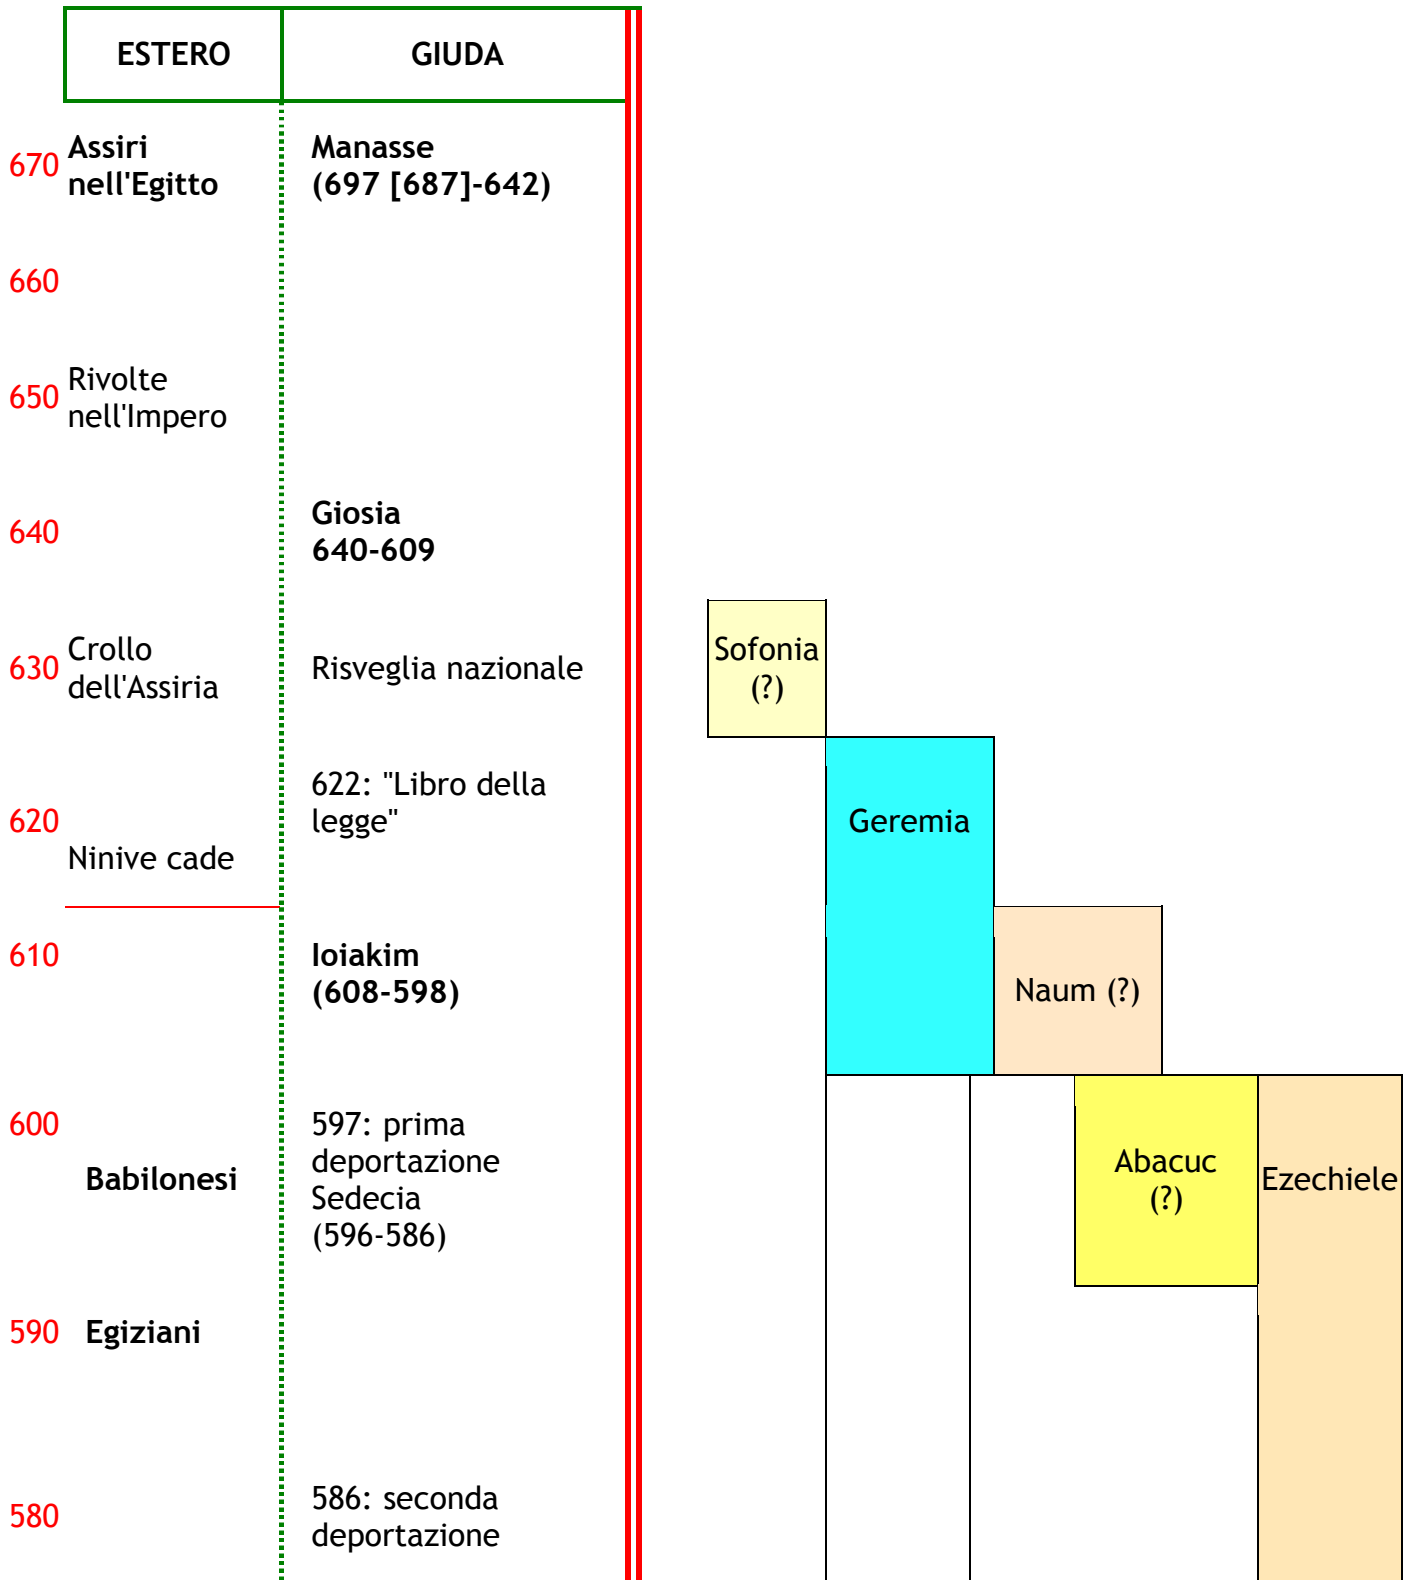 ESTERO GIUDA
670 Assiri
nell'Egitto
Manasse
(697 [687]-642)
660
650 Rivolte
nell'Impero
640
Giosia
640-609
630 Crollo
dell'Assiria
Risveglia nazionale
Sofonia
(?)
620
Ninive cade
622: "Libro della
legge"
Geremia
610
Ioiakim
(608-598)
Naum (?)
600
Babilonesi
597: prima
deportazione
Sedecia
(596-586)
Abacuc
(?)
Ezechiele
590 Egiziani
580
586: seconda
deportazione